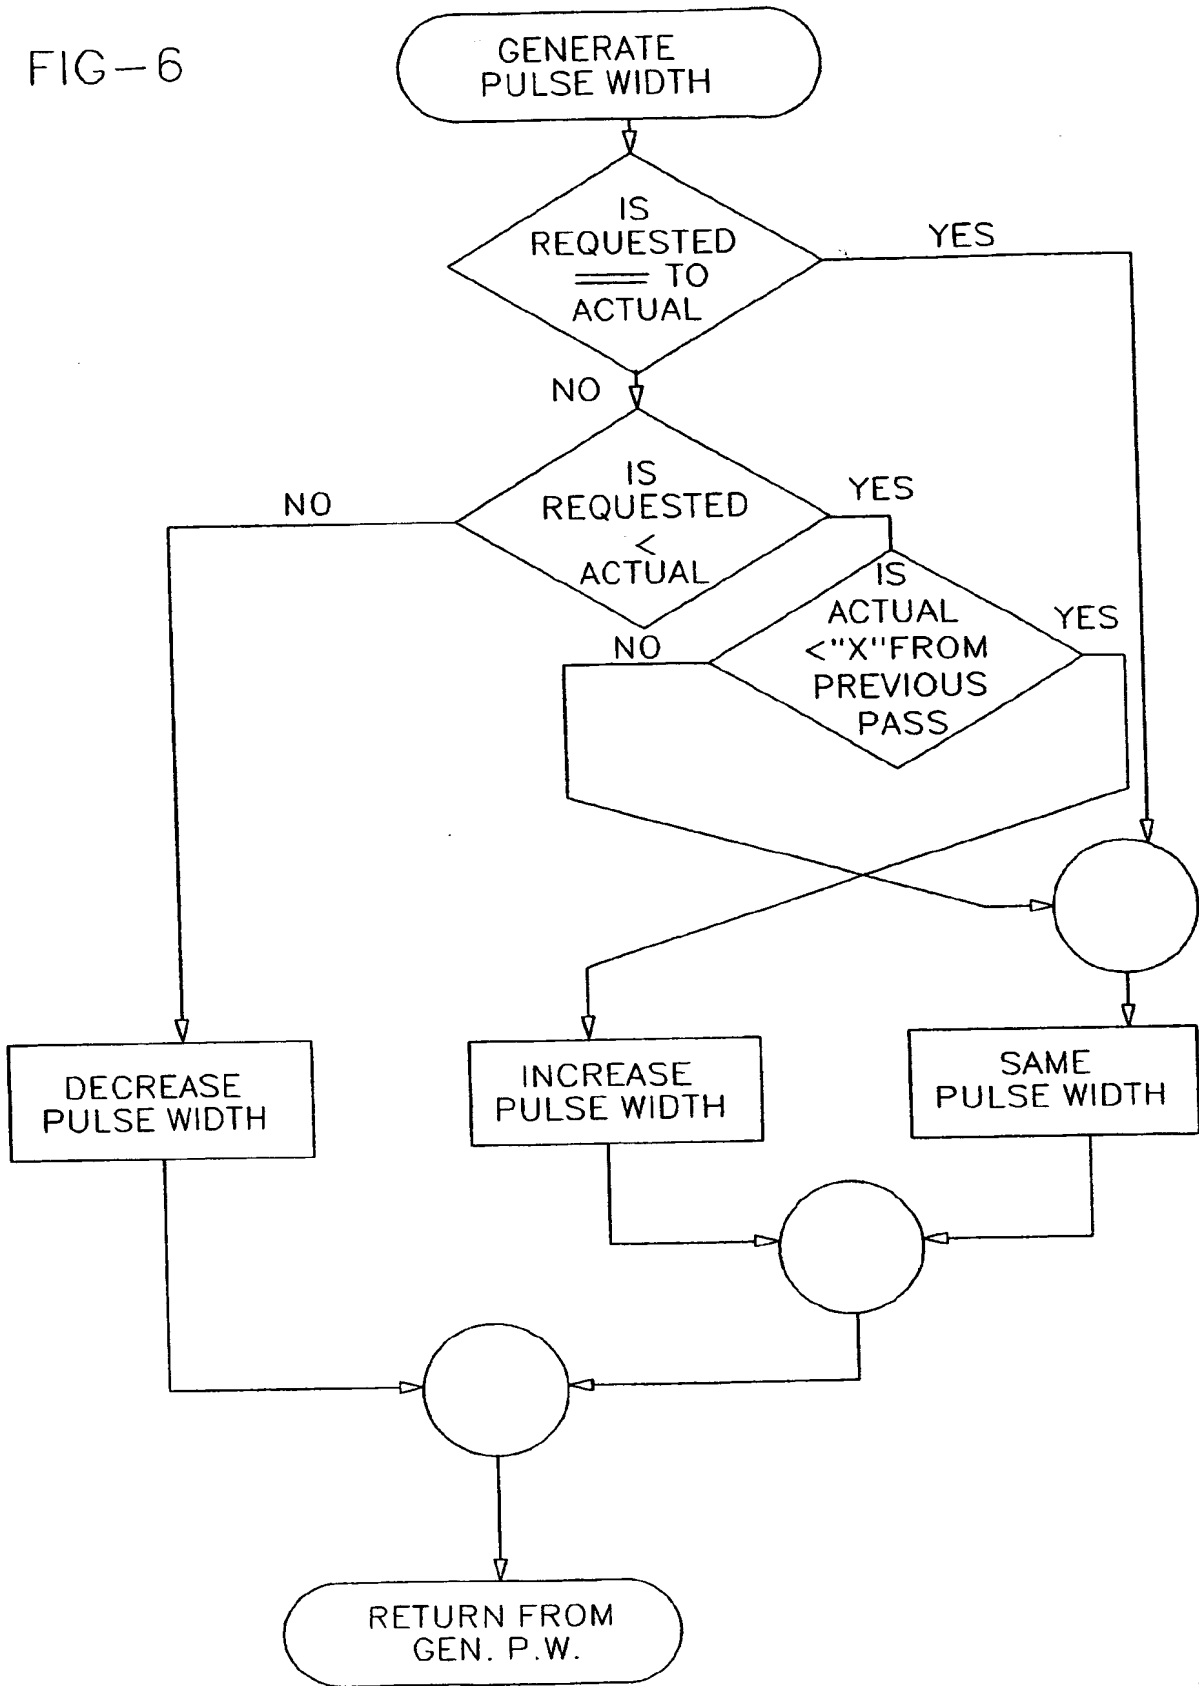 FIG-6
GENERATE
PULSE WIDTH
IS
REQUESTED
== TO
ACTUAL
YES
NO
IS
REQUESTED
<
ACTUAL
NO
YES
IS
ACTUAL
<"X"FROM
PREVIOUS
PASS
NO
YES
DECREASE
PULSE WIDTH
INCREASE
PULSE WIDTH
SAME
PULSE WIDTH
RETURN FROM
GEN. P.W.